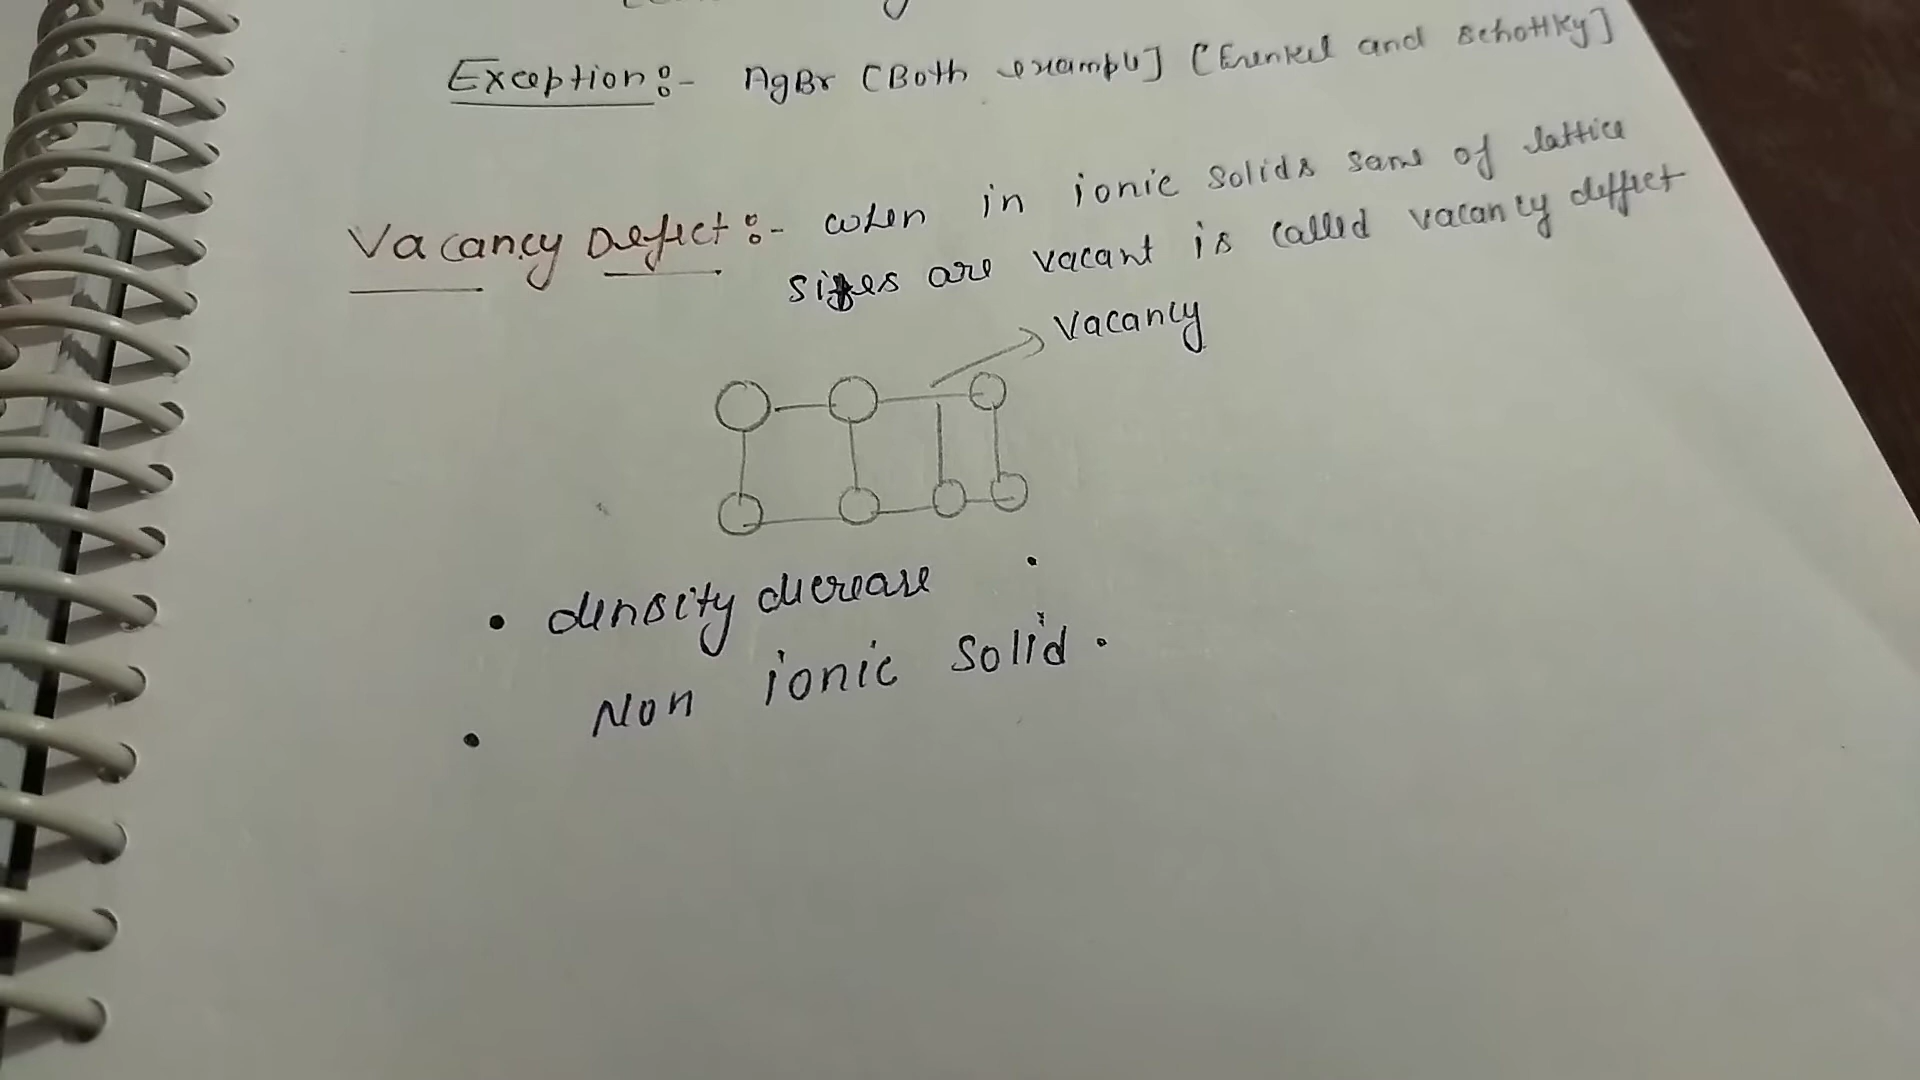 Exception:- AgBr [Both example] [Frenkel and schottky]
Vacancy Defect:- when in ionic solids some of lattice
sites are vacant is called vacancy deffect
Vacancy
• density decrease
• Non ionic solid.